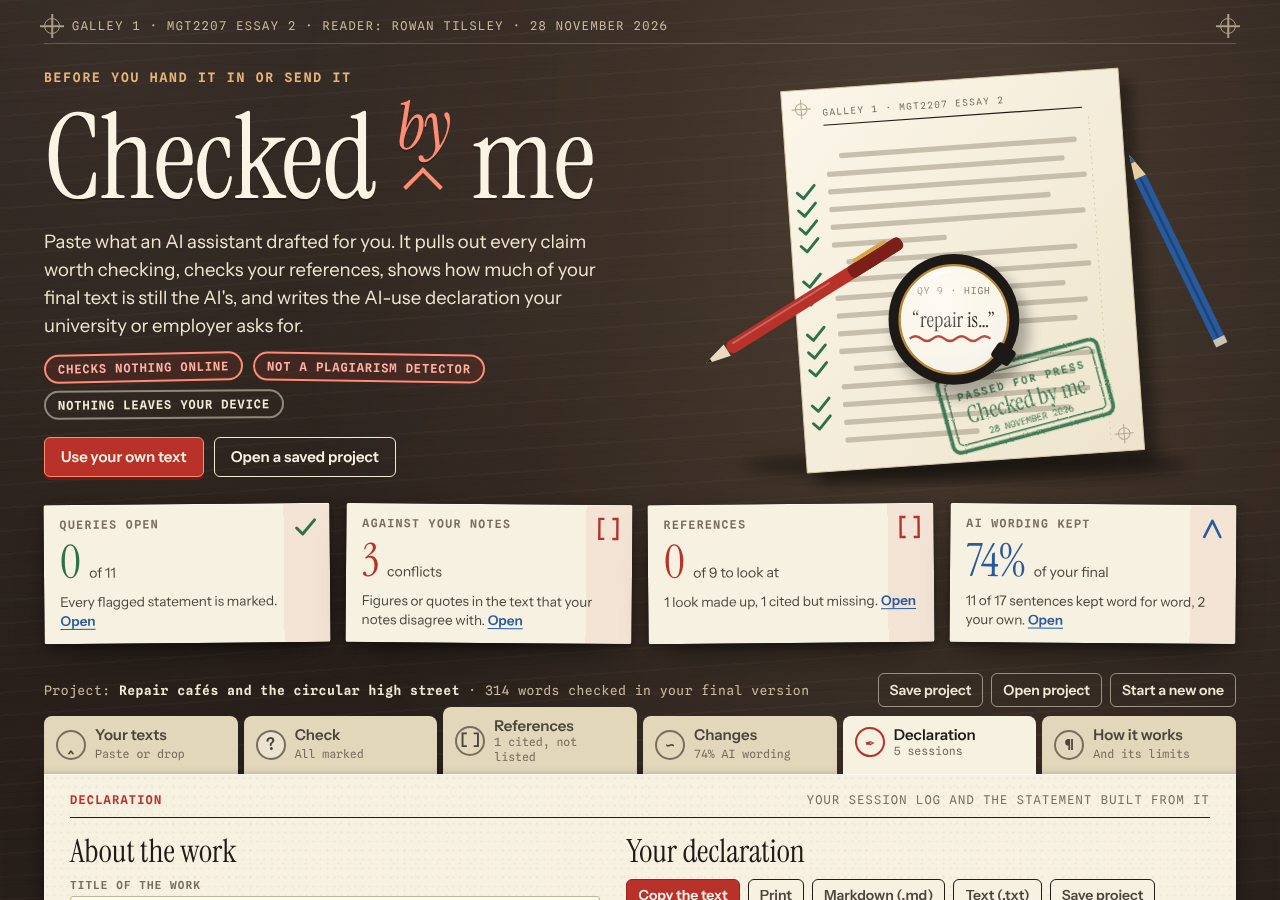 GALLEY 1 · MGT2207 ESSAY 2 · READER: ROWAN TILSLEY · 28 NOVEMBER 2026
BEFORE YOU HAND IT IN OR SEND IT
Checked by me
Paste what an AI assistant drafted for you. It pulls out every claim
worth checking, checks your references, shows how much of your
final text is still the AI's, and writes the AI-use declaration your
university or employer asks for.
CHECKS NOTHING ONLINE
NOT A PLAGIARISM DETECTOR
NOTHING LEAVES YOUR DEVICE
Use your own text
Open a saved project
GALLEY 1 · MGT2207 ESSAY 2
QY 9 · HIGH
“repair is…”
PASSED FOR PRESS
Checked by me
28 NOVEMBER 2026
QUERIES OPEN
0 of 11
Every flagged statement is marked.
Open
AGAINST YOUR NOTES
3 conflicts
Figures or quotes in the text that your
notes disagree with. Open
REFERENCES
0 of 9 to look at
1 look made up, 1 cited but missing. Open
AI WORDING KEPT
74% of your final
11 of 17 sentences kept word for word, 2
your own. Open
Project: Repair cafés and the circular high street · 314 words checked in your final version
Save project
Open project
Start a new one
Your texts
Paste or drop
?
Check
All marked
[]
References
1 cited, not
listed
Changes
74% AI wording
Declaration
5 sessions
¶
How it works
And its limits
DECLARATION
YOUR SESSION LOG AND THE STATEMENT BUILT FROM IT
About the work
TITLE OF THE WORK
Your declaration
Copy the text
Print
Markdown (.md)
Text (.txt)
Save project